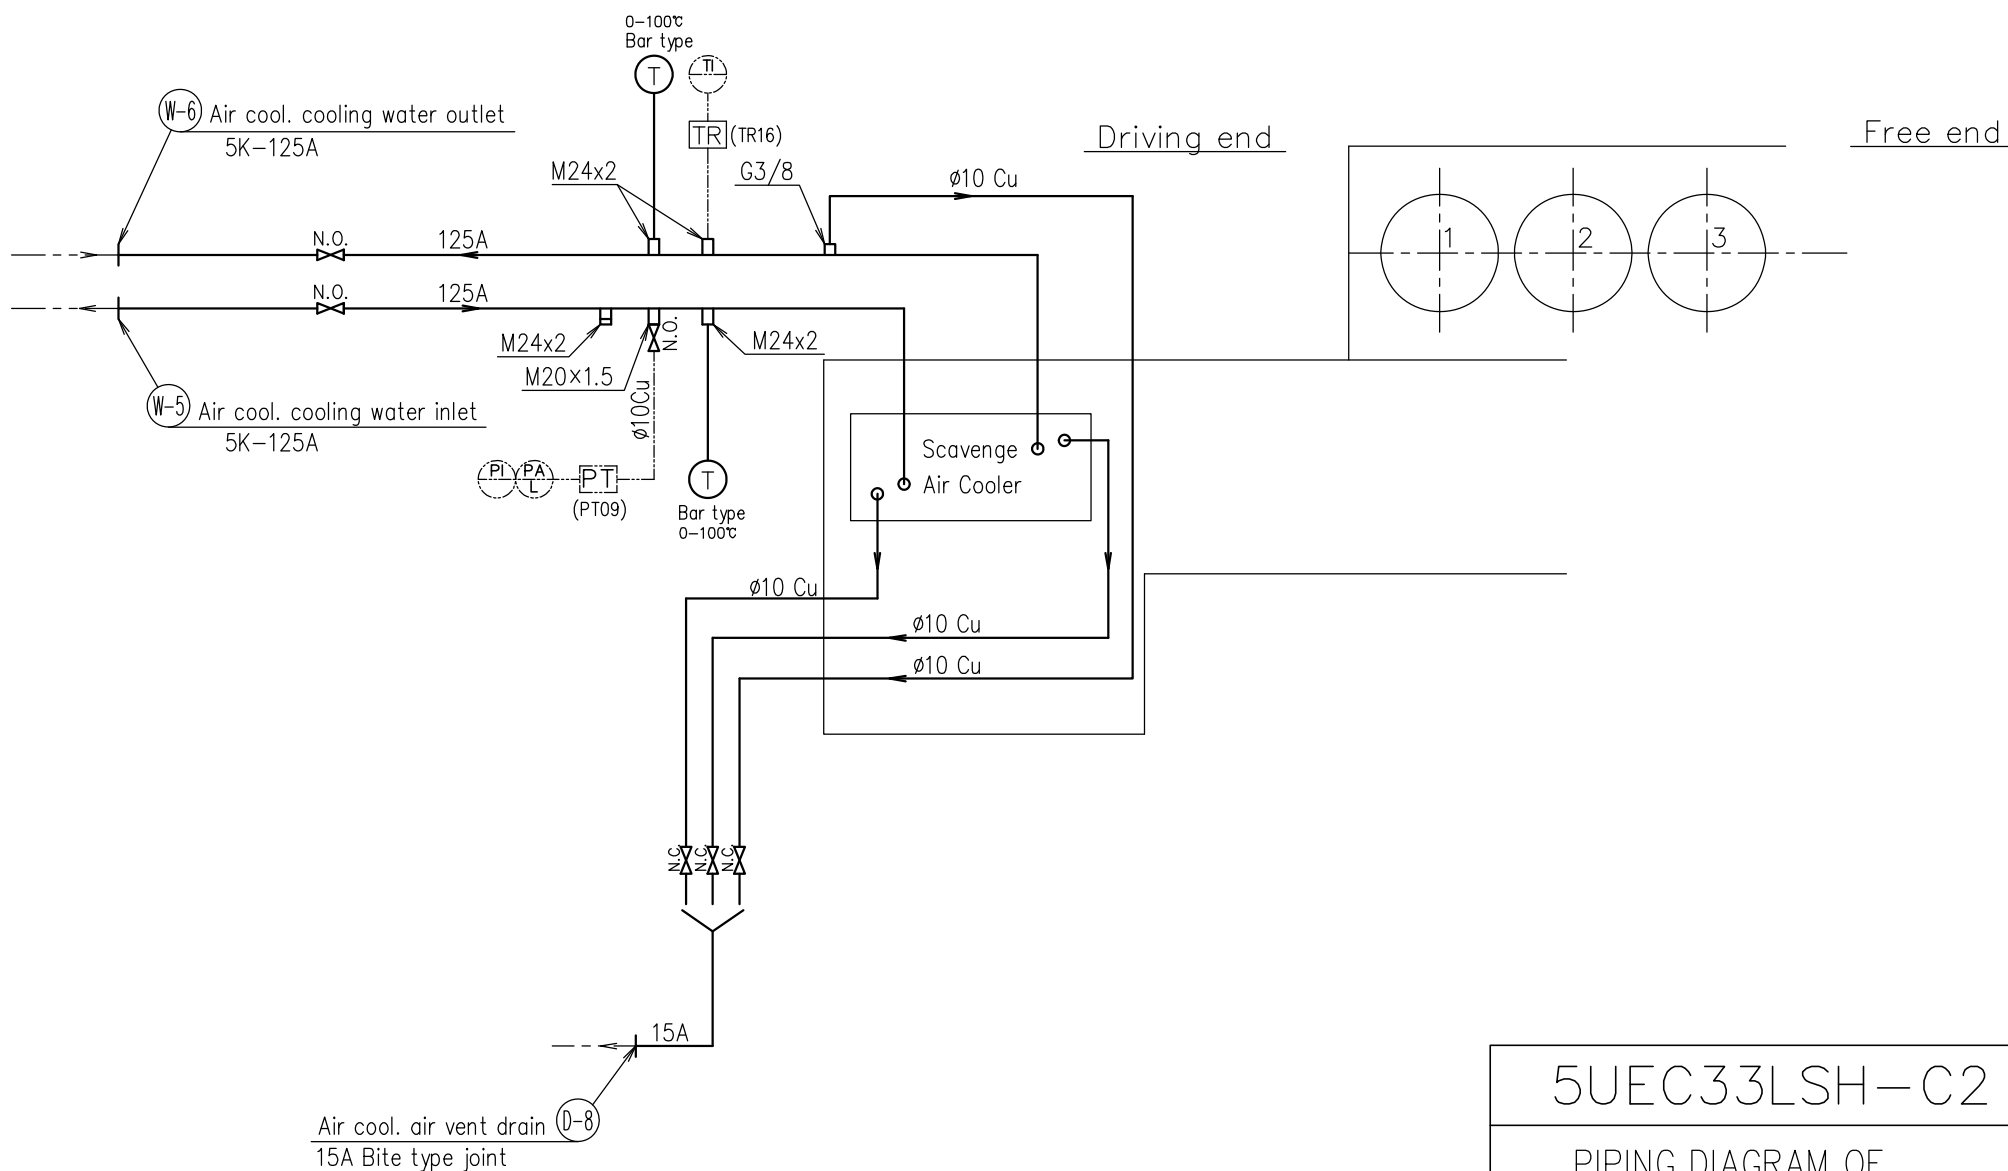 0-100℃
Bar type
T
TI
W-6 Air cool. cooling water outlet
5K-125A
TR (TR16)
Driving end
Free end
M24x2
G3/8
ø10 Cu
N.O.
125A
1
2
3
N.O.
125A
M24x2
N.O.
M24x2
M20×1.5
W-5 Air cool. cooling water inlet
5K-125A
ø10Cu
Scavenge
Air Cooler
PI
PA
L
PT
(PT09)
T
Bar type
0-100℃
ø10 Cu
ø10 Cu
ø10 Cu
N.C.
N.C.
N.C.
15A
Air cool. air vent drain D-8
15A Bite type joint
5UEC33LSH-C2
PIPING DIAGRAM OF